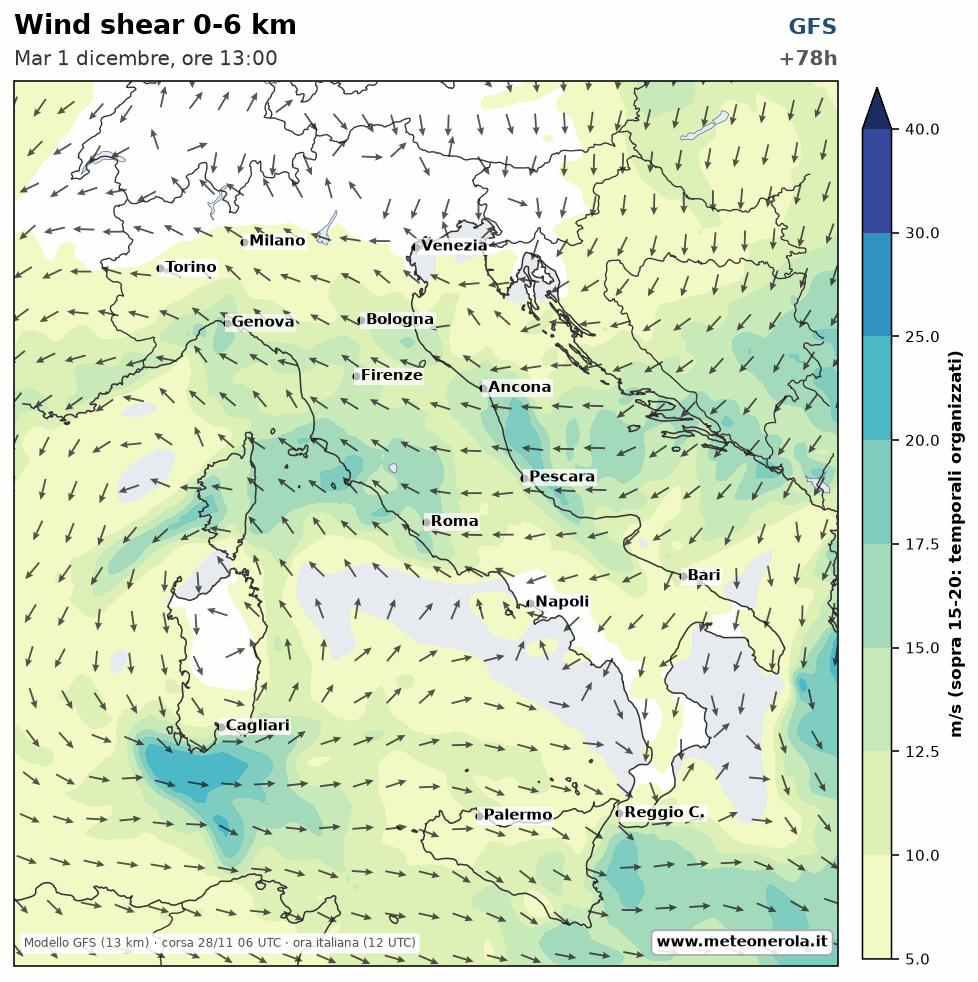 Wind shear 0-6 km
GFS
Mar 1 dicembre, ore 13:00
+78h
Milano
Venezia
Torino
Genova
Bologna
Firenze
Ancona
Pescara
Roma
Bari
Napoli
Cagliari
Palermo
Reggio C.
Modello GFS (13 km) · corsa 28/11 06 UTC · ora italiana (12 UTC)
www.meteonerola.it
40.0
30.0
25.0
20.0
17.5
15.0
12.5
10.0
5.0
m/s (sopra 15-20: temporali organizzati)